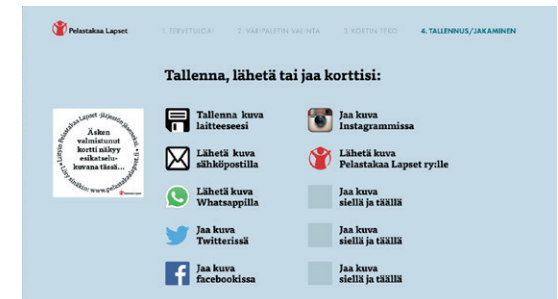 Pelastakaa Lapset
1. TERVETULOA!
2. VÄRIPALETIN VALINTA
3. KORTIN TEKO
4. TALLENNUS/JAKAMINEN
Tallenna, lähetä tai jaa korttisi:
Äsken
valmistunut
kortti näkyy
esikatselu-
kuvana tässä...
Tallenna kuva
laitteeseesi
Jaa kuva
Instagrammissa
Lähetä kuva
sähköpostilla
Lähetä kuva
Pelastakaa Lapset ry:lle
Lähetä kuva
Whatsappilla
Jaa kuva
siellä ja täällä
Jaa kuva
Twitterissä
Jaa kuva
siellä ja täällä
Jaa kuva
facebookissa
Jaa kuva
siellä ja täällä